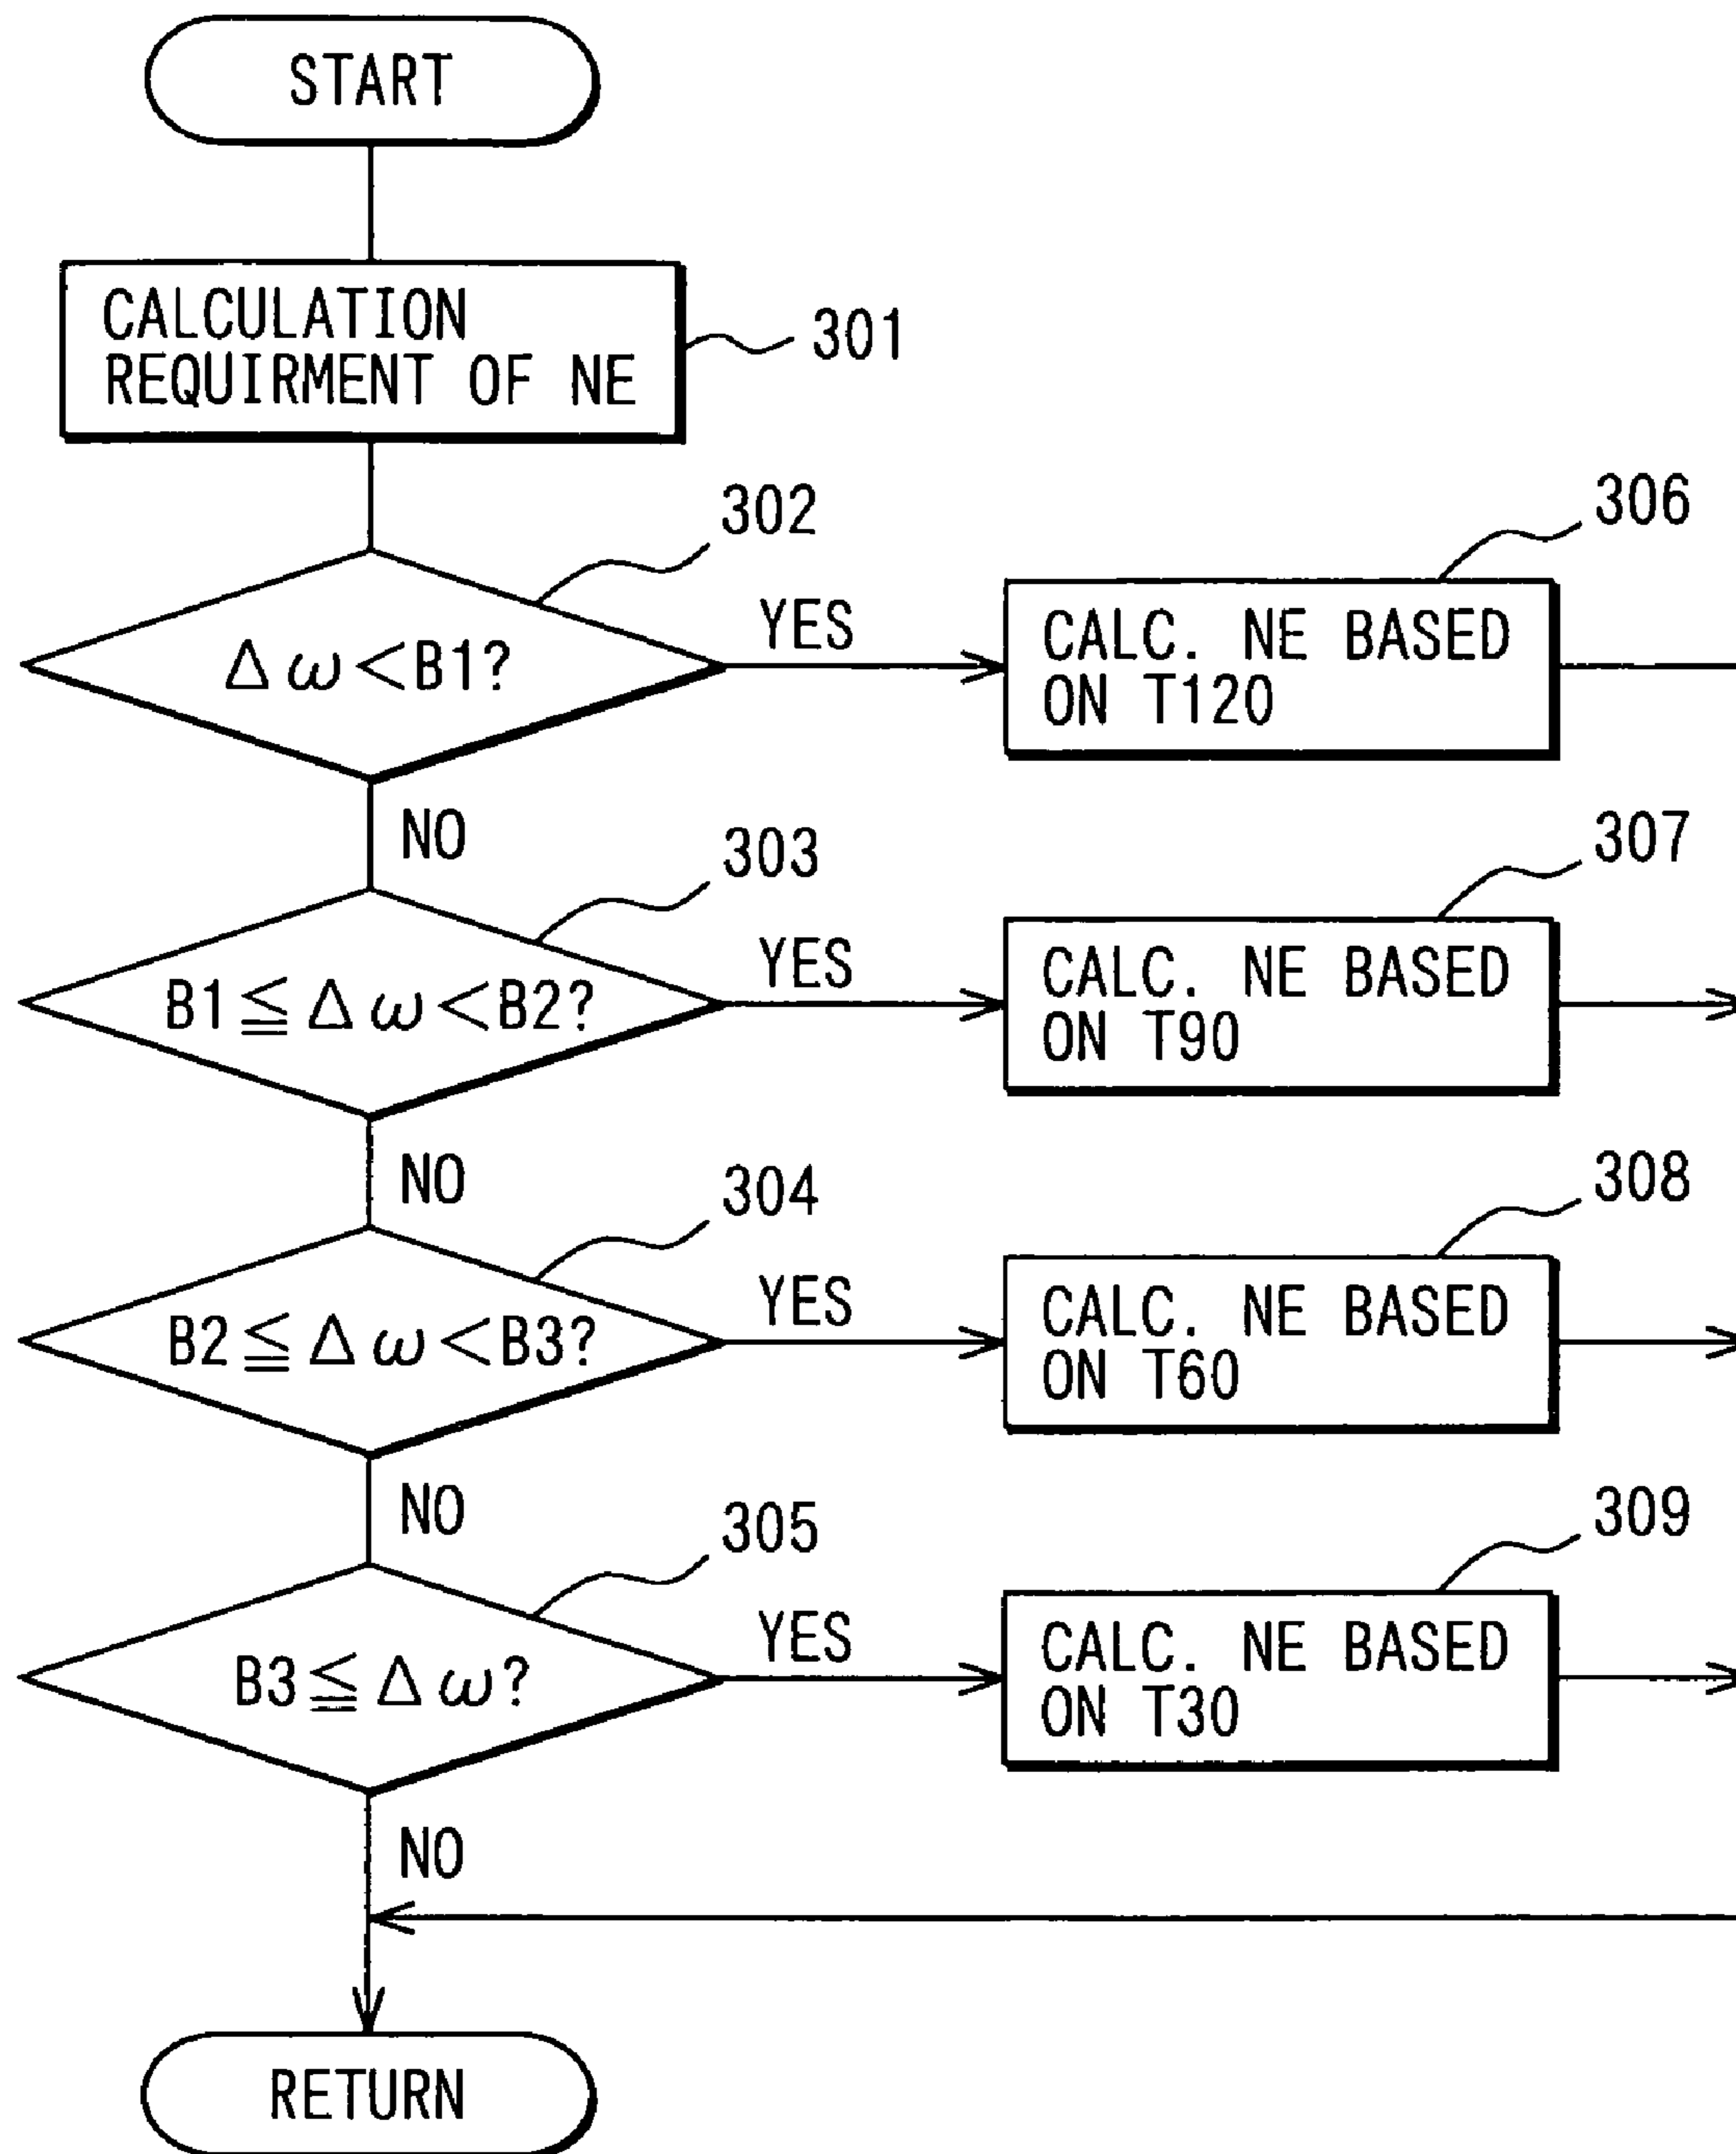 START
CALCULATION
REQUIRMENT OF NE
301
302
Δω<B1?
YES
306
CALC. NE BASED
ON T120
NO
303
B1≦Δω<B2?
YES
307
CALC. NE BASED
ON T90
NO
304
B2≦Δω<B3?
YES
308
CALC. NE BASED
ON T60
NO
305
B3≦Δω?
YES
309
CALC. NE BASED
ON T30
NO
RETURN